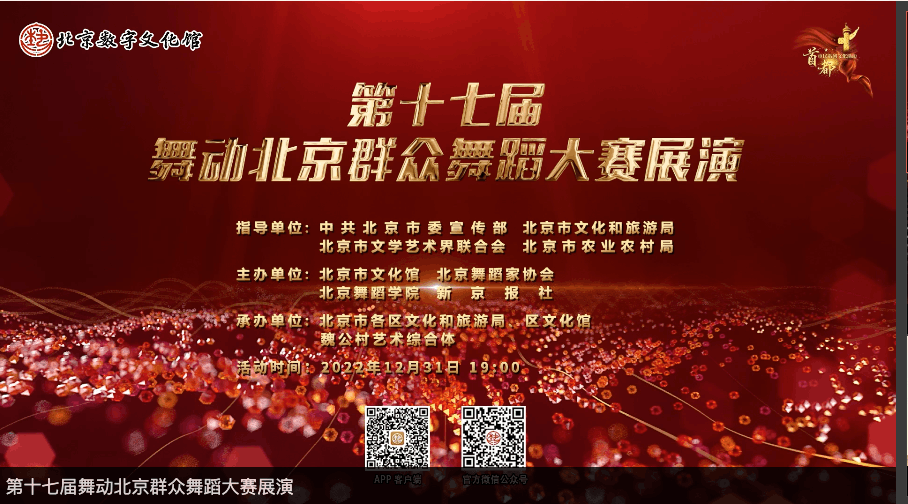 北京数字文化馆
首都
第十七届
舞动北京群众舞蹈大赛展演
指导单位：中共北京市委宣传部 北京市文化和旅游局
北京市文学艺术界联合会 北京市农业农村局
主办单位：北京市文化馆 北京舞蹈家协会
北京舞蹈学院 新京报社
承办单位：北京市各区文化和旅游局、区文化馆
魏公村艺术综合体
活动时间：2022年12月31日 19:00
APP客户端 官方微信公众号
第十七届舞动北京群众舞蹈大赛展演